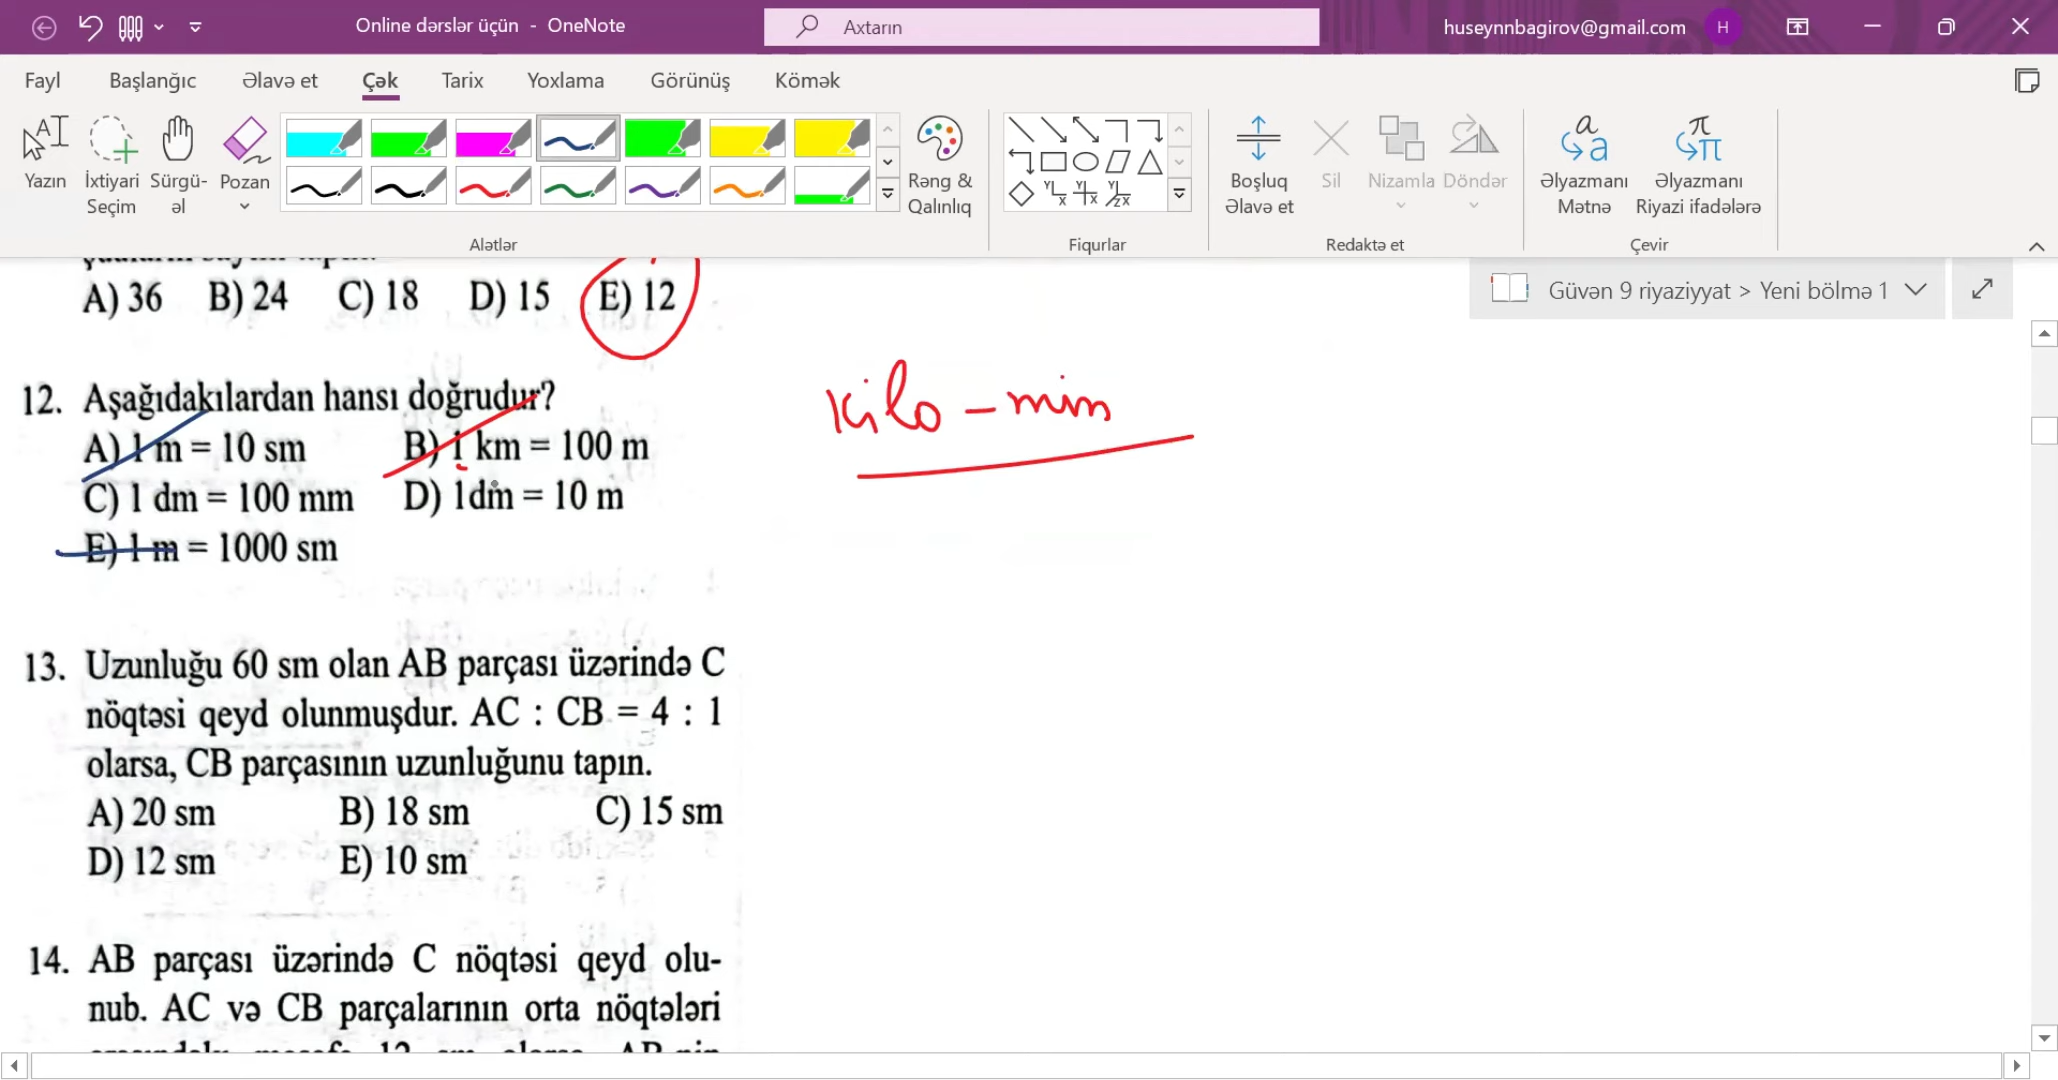 Online dərslər üçün - OneNote
Axtarın
huseynnbagirov@gmail.com
H
Fayl Başlanğıc Əlavə et Çək Tarix Yoxlama Görünüş Kömək
Yazın
İxtiyari Seçim
Sürgü-əl
Pozan
Rəng & Qalınlıq
Boşluq Əlavə et
Sil
Nizamla
Döndər
Əlyazmanı Mətnə
Əlyazmanı Riyazi ifadələrə
Alətlər
Fiqurlar
Redaktə et
Çevir
Güvən 9 riyaziyyat > Yeni bölmə 1
A) 36 B) 24 C) 18 D) 15 E) 12
12. Aşağıdakılardan hansı doğrudur?
A) 1 m = 10 sm B) 1 km = 100 m
C) 1 dm = 100 mm D) 1dm = 10 m
E) 1 m = 1000 sm
Kilo - min
13. Uzunluğu 60 sm olan AB parçası üzərində C
nöqtəsi qeyd olunmuşdur. AC : CB = 4 : 1
olarsa, CB parçasının uzunluğunu tapın.
A) 20 sm B) 18 sm C) 15 sm
D) 12 sm E) 10 sm
14. AB parçası üzərində C nöqtəsi qeyd olu-
nub. AC və CB parçalarının orta nöqtələri